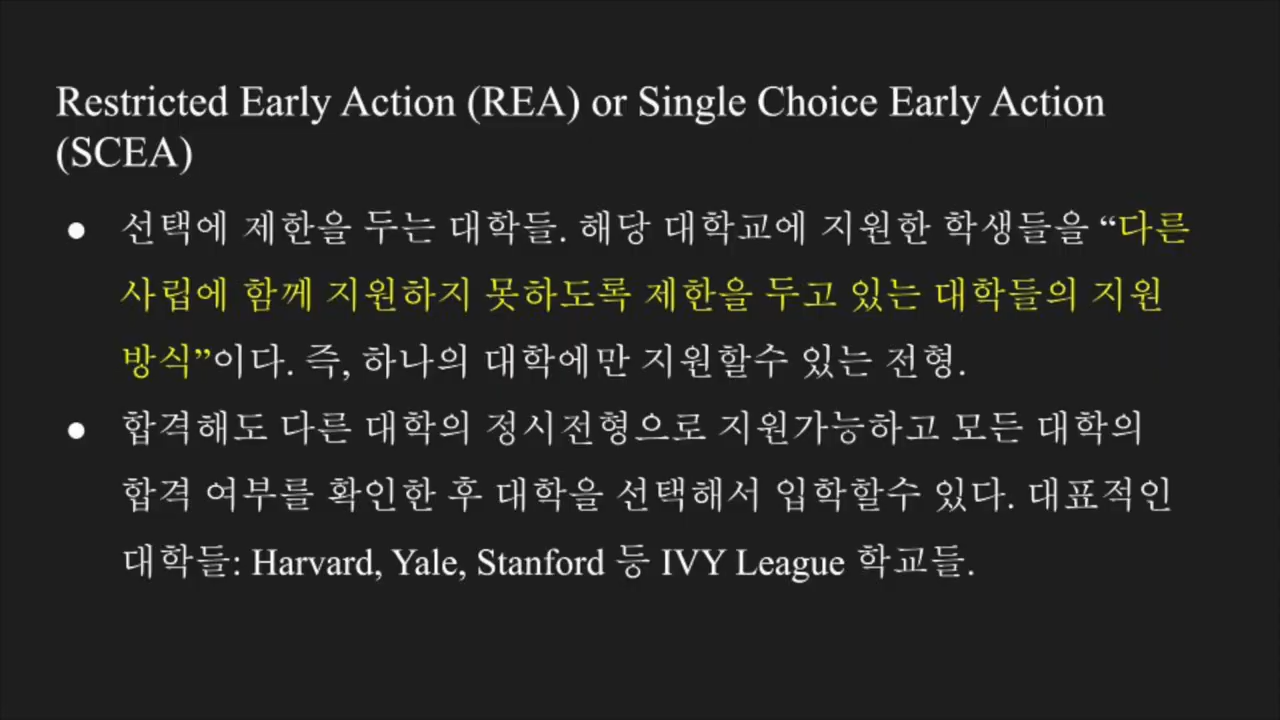 Restricted Early Action (REA) or Single Choice Early Action
(SCEA)
● 선택에 제한을 두는 대학들. 해당 대학교에 지원한 학생들을 “다른
사립에 함께 지원하지 못하도록 제한을 두고 있는 대학들의 지원
방식”이다. 즉, 하나의 대학에만 지원할수 있는 전형.
● 합격해도 다른 대학의 정시전형으로 지원가능하고 모든 대학의
합격 여부를 확인한 후 대학을 선택해서 입학할수 있다. 대표적인
대학들: Harvard, Yale, Stanford 등 IVY League 학교들.